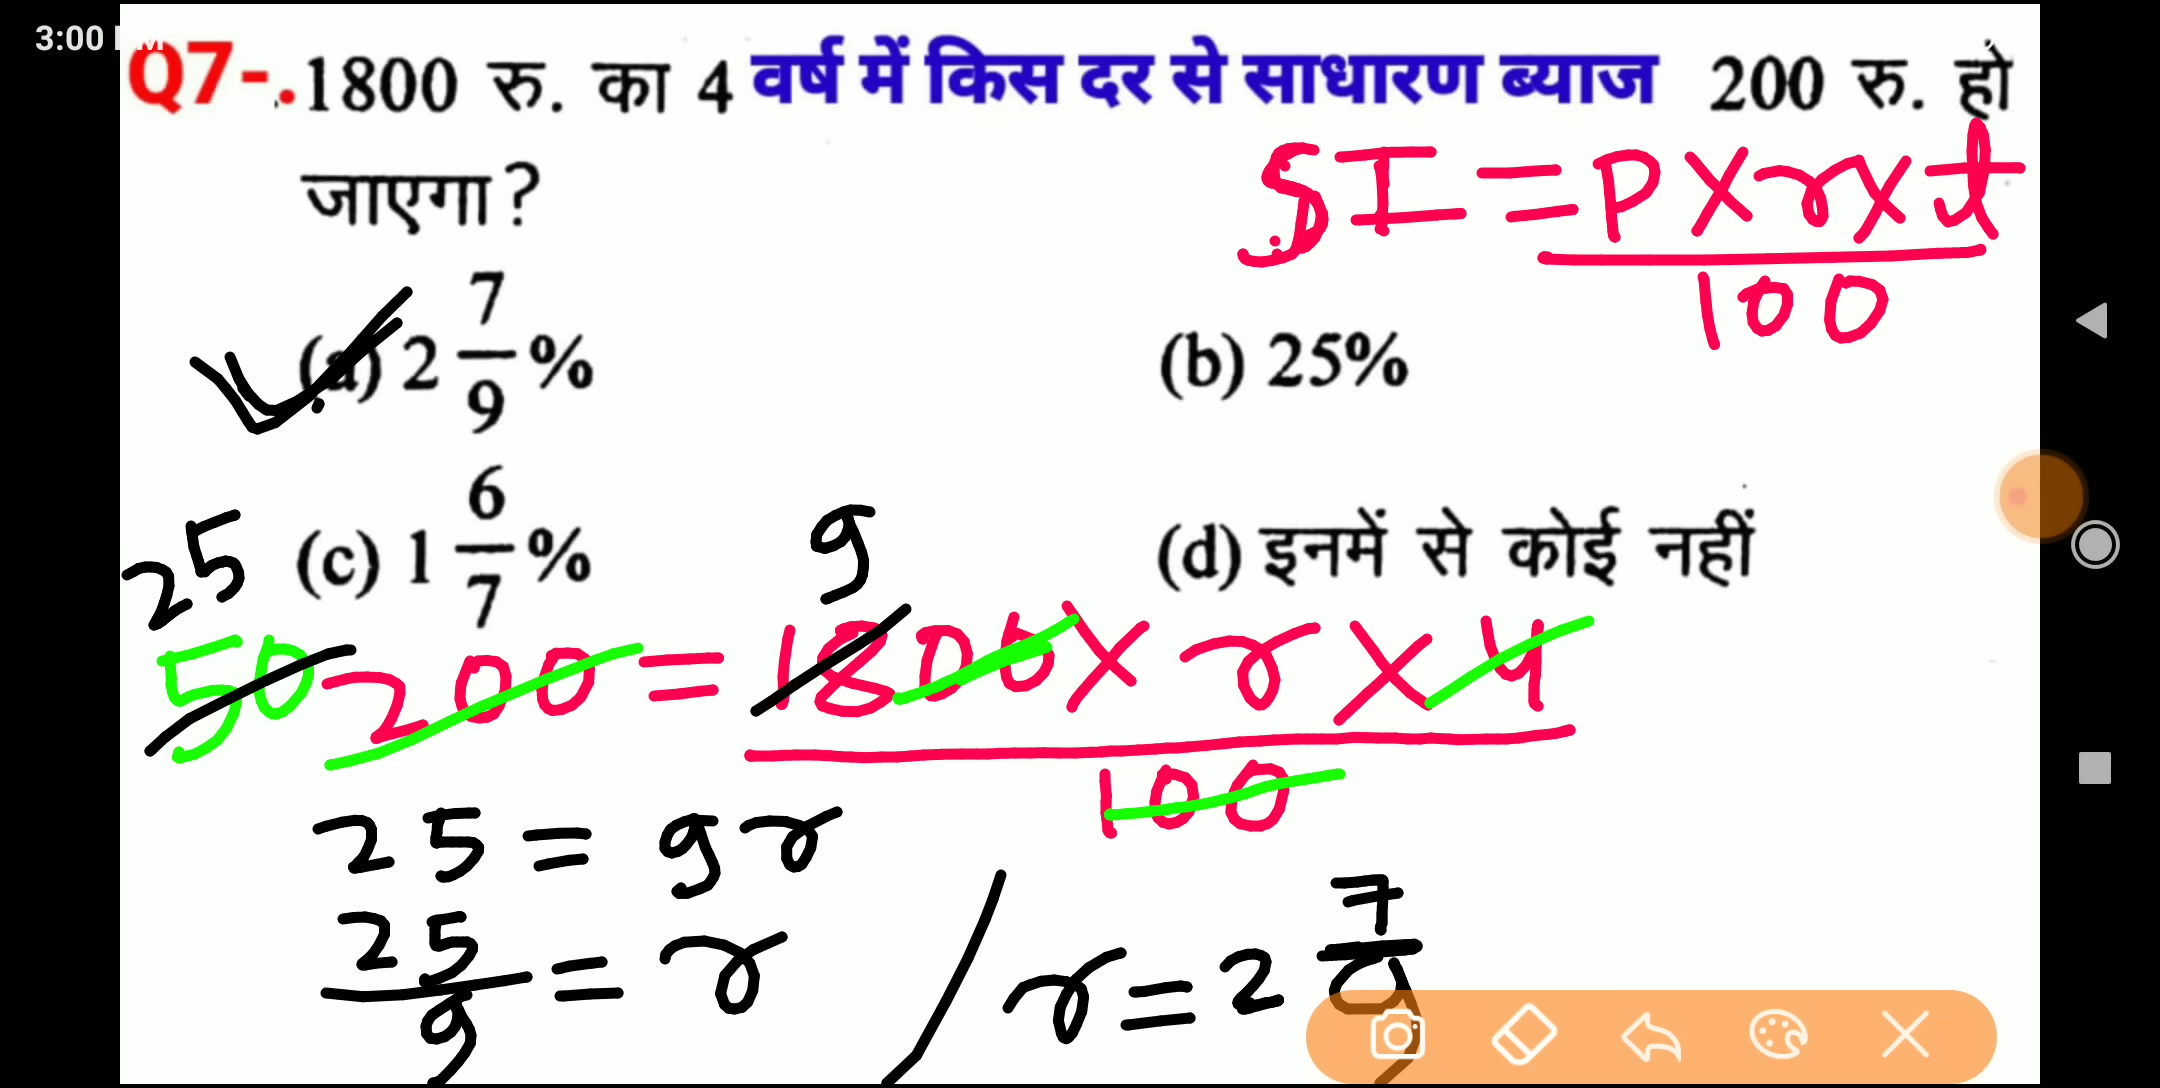 3:00 PM
Q7-.1800 रु. का 4 वर्ष में किस दर से साधारण ब्याज 200 रु. हो
जाएगा?
SI = P×r×t
100
(a) 2 7/9 %
(b) 25%
(c) 1 6/7 %
(d) इनमें से कोई नहीं
25
9
50 200 = 1800×r×4
100
25 = 9r
25/9 = r / r = 2 7/9